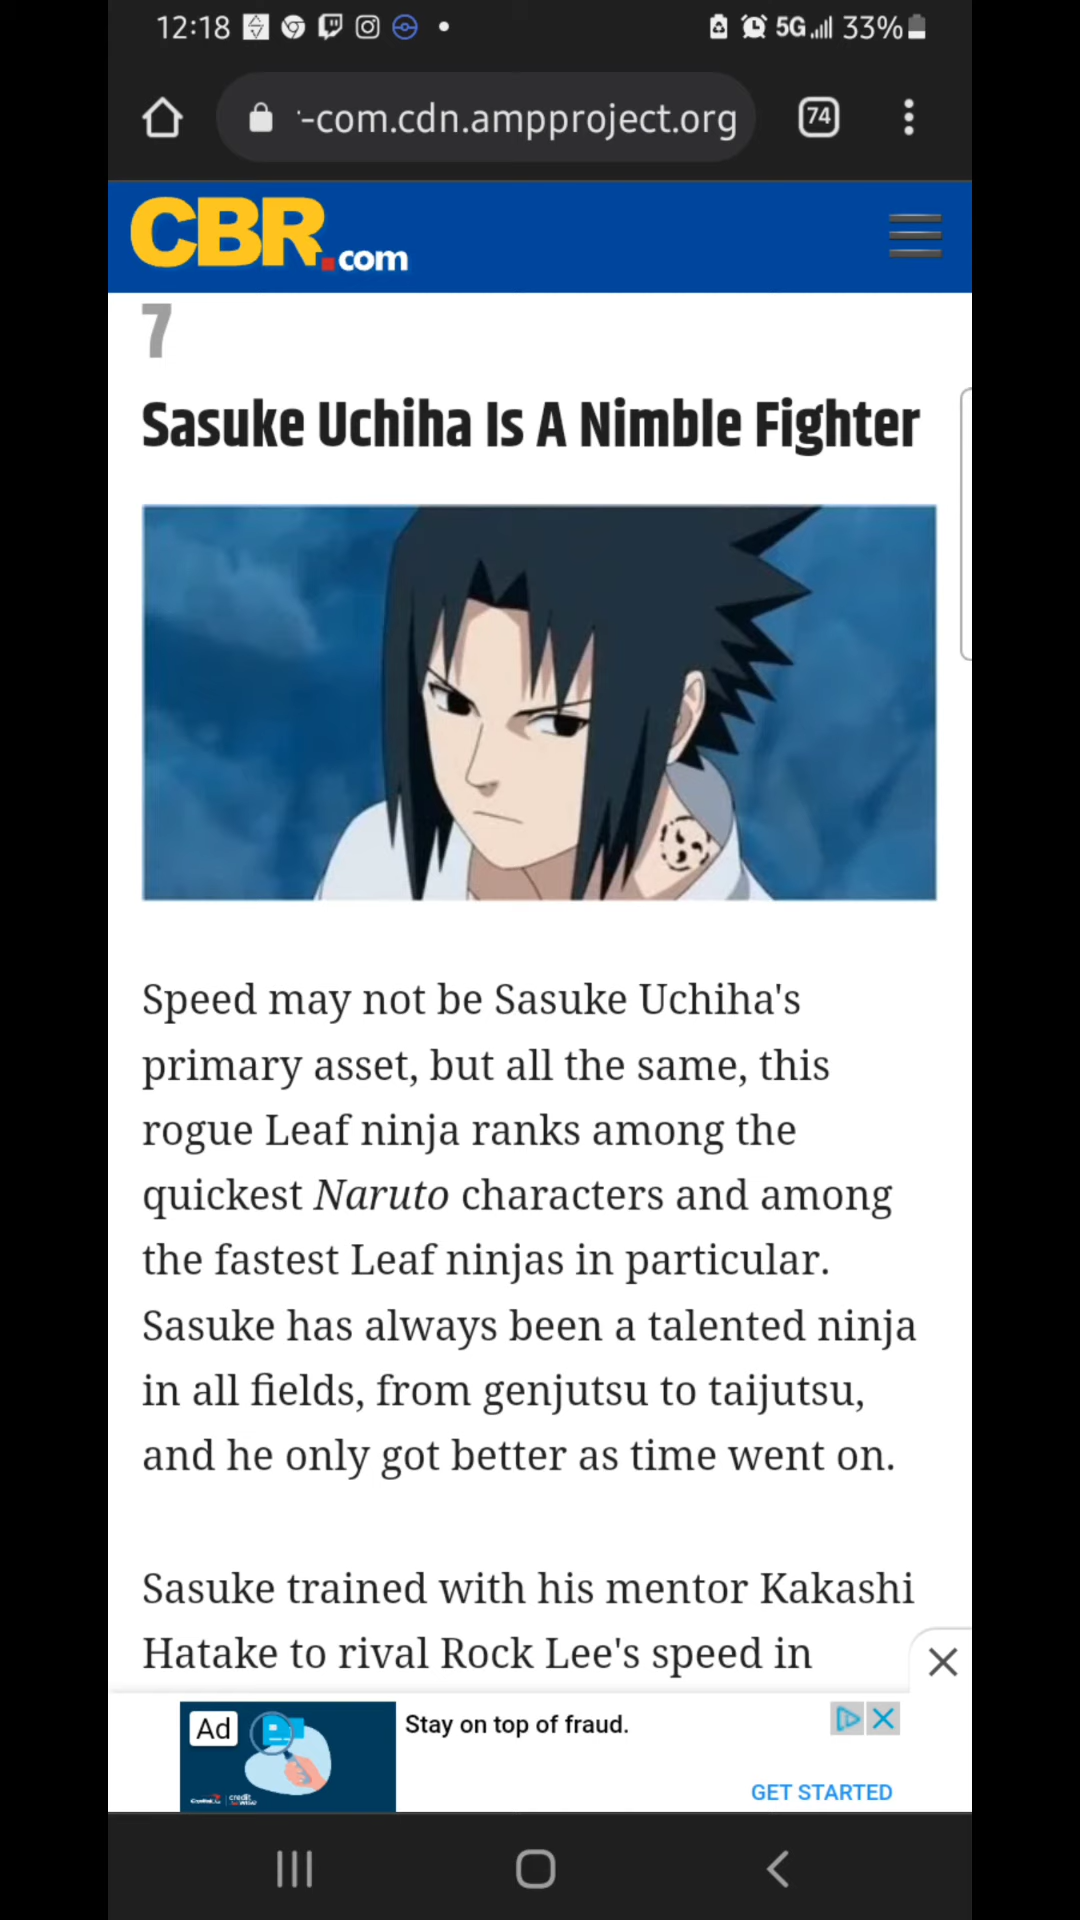 12:18 5G 33%
-com.cdn.ampproject.org 74
CBR.com
7
Sasuke Uchiha Is A Nimble Fighter
Speed may not be Sasuke Uchiha's
primary asset, but all the same, this
rogue Leaf ninja ranks among the
quickest Naruto characters and among
the fastest Leaf ninjas in particular.
Sasuke has always been a talented ninja
in all fields, from genjutsu to taijutsu,
and he only got better as time went on.
Sasuke trained with his mentor Kakashi
Hatake to rival Rock Lee's speed in
Ad
Stay on top of fraud.
GET STARTED